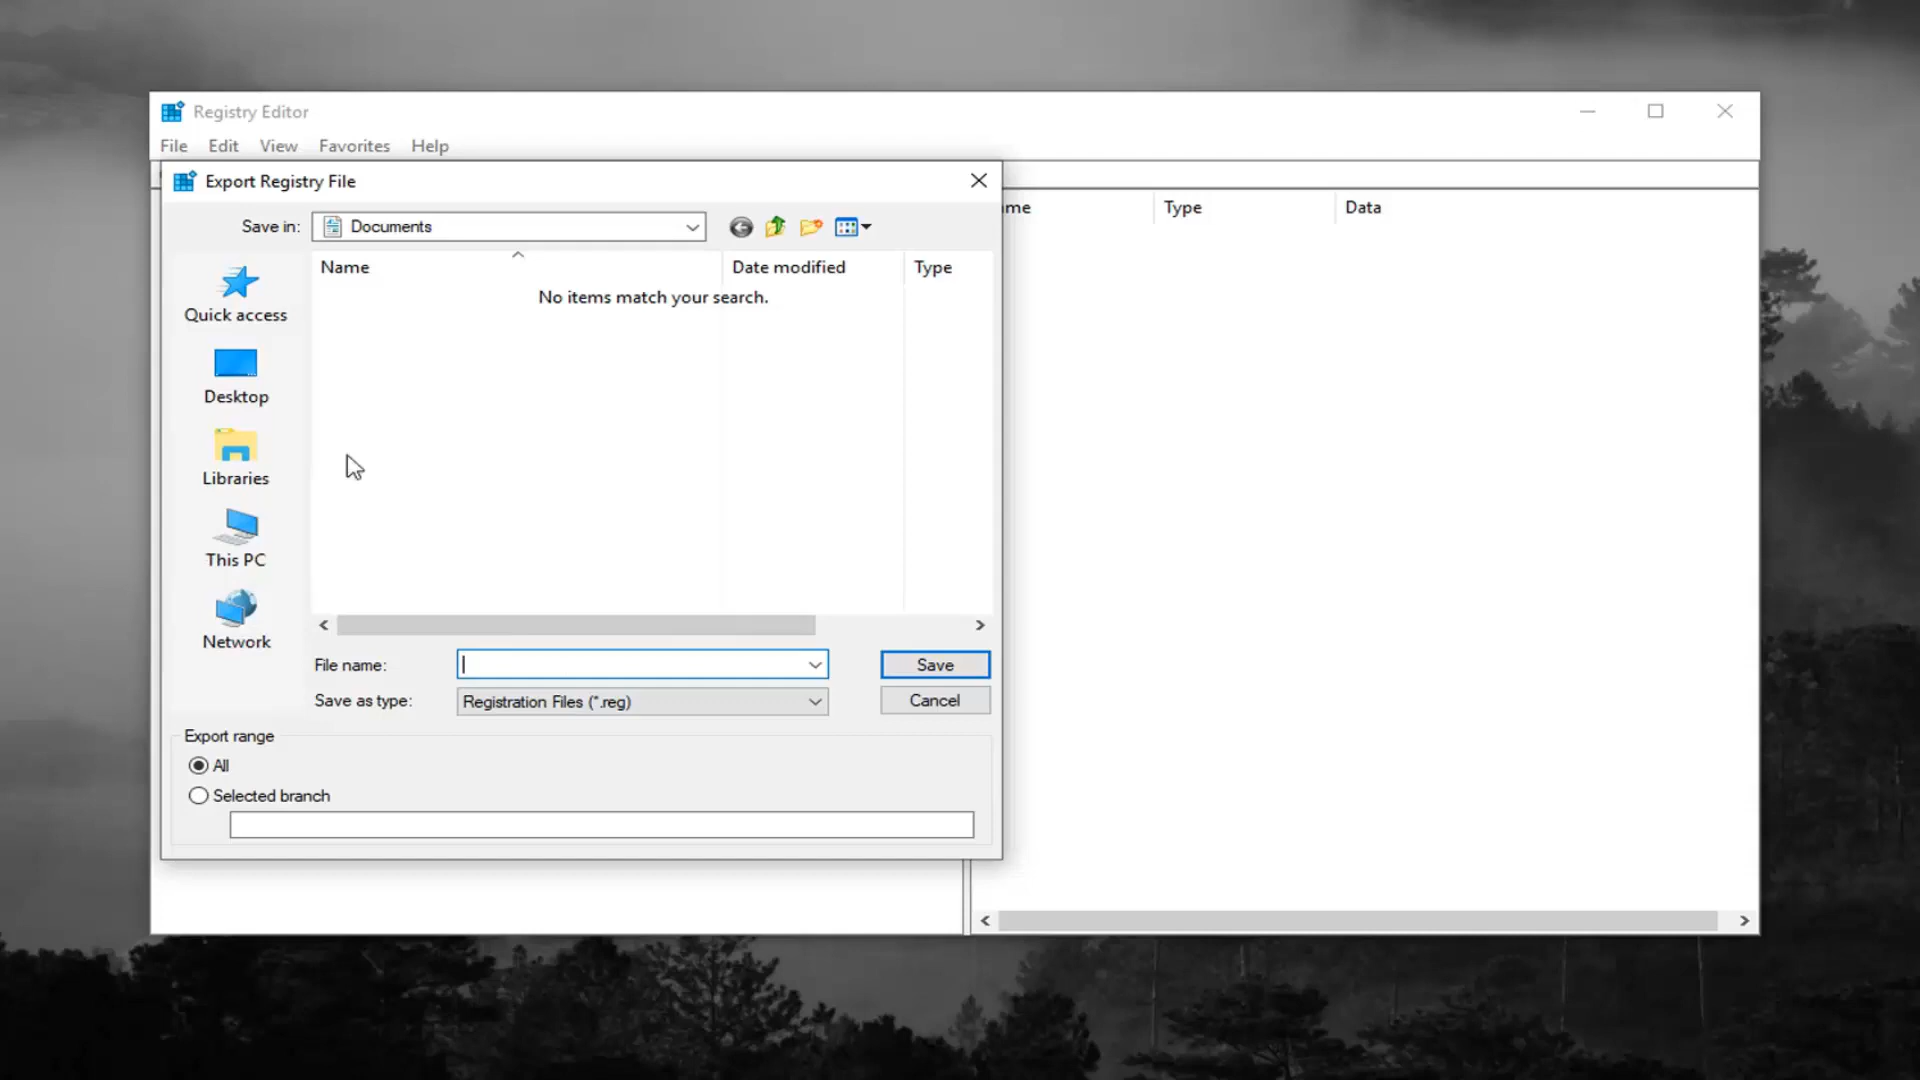 Registry Editor
File Edit View Favorites Help
Export Registry File
Save in: Documents
Name Date modified Type
No items match your search.
Quick access
Desktop
Libraries
This PC
Network
File name:
Save
Save as type: Registration Files (*.reg)
Cancel
Export range
All
Selected branch
Type Data